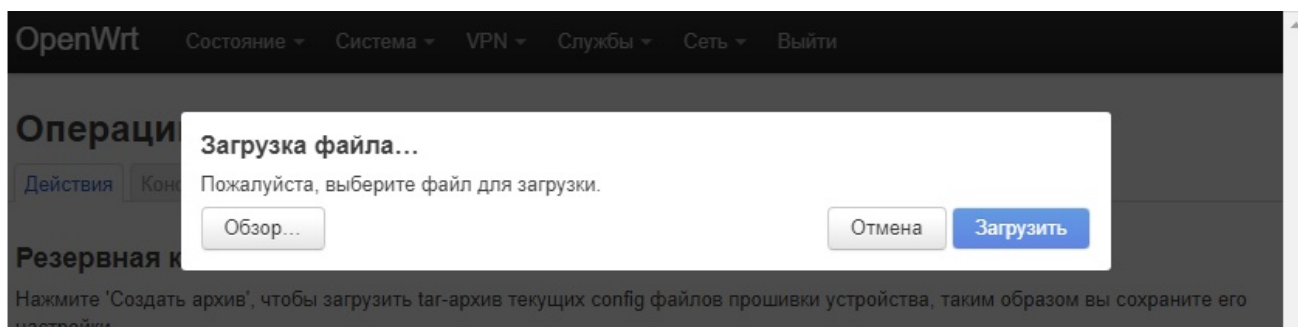 OpenWrt Состояние Система VPN Службы Сеть Выйти
Операци
Загрузка файла...
Действия Конс
Пожалуйста, выберите файл для загрузки.
Обзор... Отмена Загрузить
Резервная к
Нажмите 'Создать архив', чтобы загрузить tar-архив текущих config файлов прошивки устройства, таким образом вы сохраните его
настройки